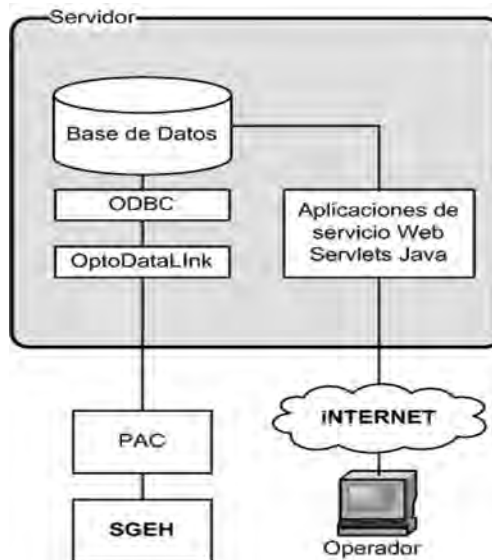 Servidor
Base de Datos
ODBC
OptoDataLInk
Aplicaciones de
servicio Web
Servlets Java
PAC
SGEH
iNTERNET
Operador